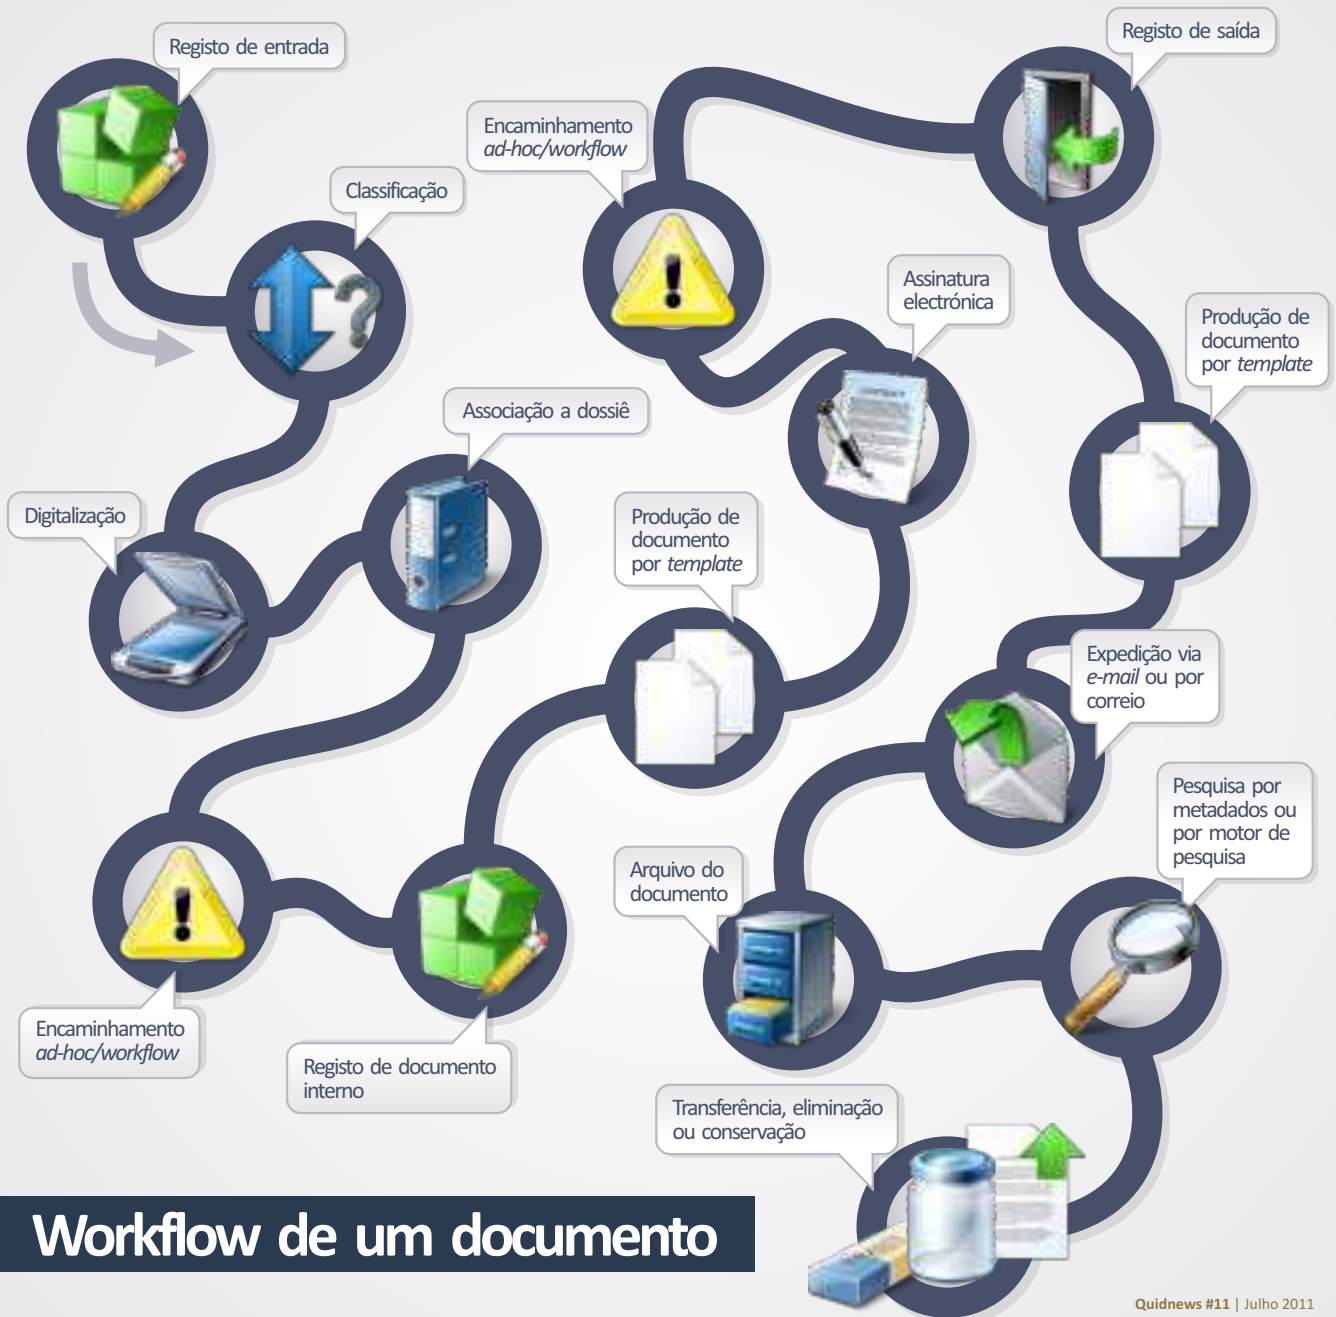 Registo de entrada
Classificação
Digitalização
Associação a dossiê
Encaminhamento
ad-hoc/workflow
Registo de documento
interno
Produção de
documento
por template
Assinatura
electrónica
Encaminhamento
ad-hoc/workflow
Registo de saída
Produção de
documento
por template
Expedição via
e-mail ou por
correio
Arquivo do
documento
Pesquisa por
metadados ou
por motor de
pesquisa
Transferência, eliminação
ou conservação
Workflow de um documento
Quidnews #11 | Julho 2011